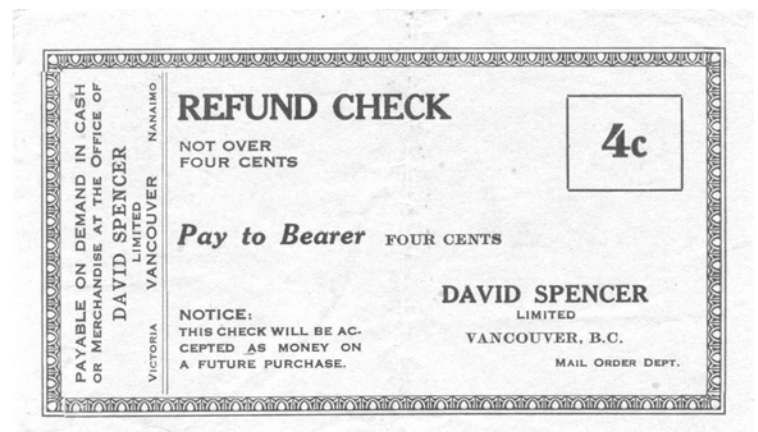 PAYABLE ON DEMAND IN CASH
OR MERCHANDISE AT THE OFFICE OF
DAVID SPENCER
LIMITED
VICTORIA VANCOUVER NANAIMO
REFUND CHECK
NOT OVER
FOUR CENTS
4c
Pay to Bearer FOUR CENTS
NOTICE:
THIS CHECK WILL BE AC-
CEPTED AS MONEY ON
A FUTURE PURCHASE.
DAVID SPENCER
LIMITED
VANCOUVER, B.C.
MAIL ORDER DEPT.